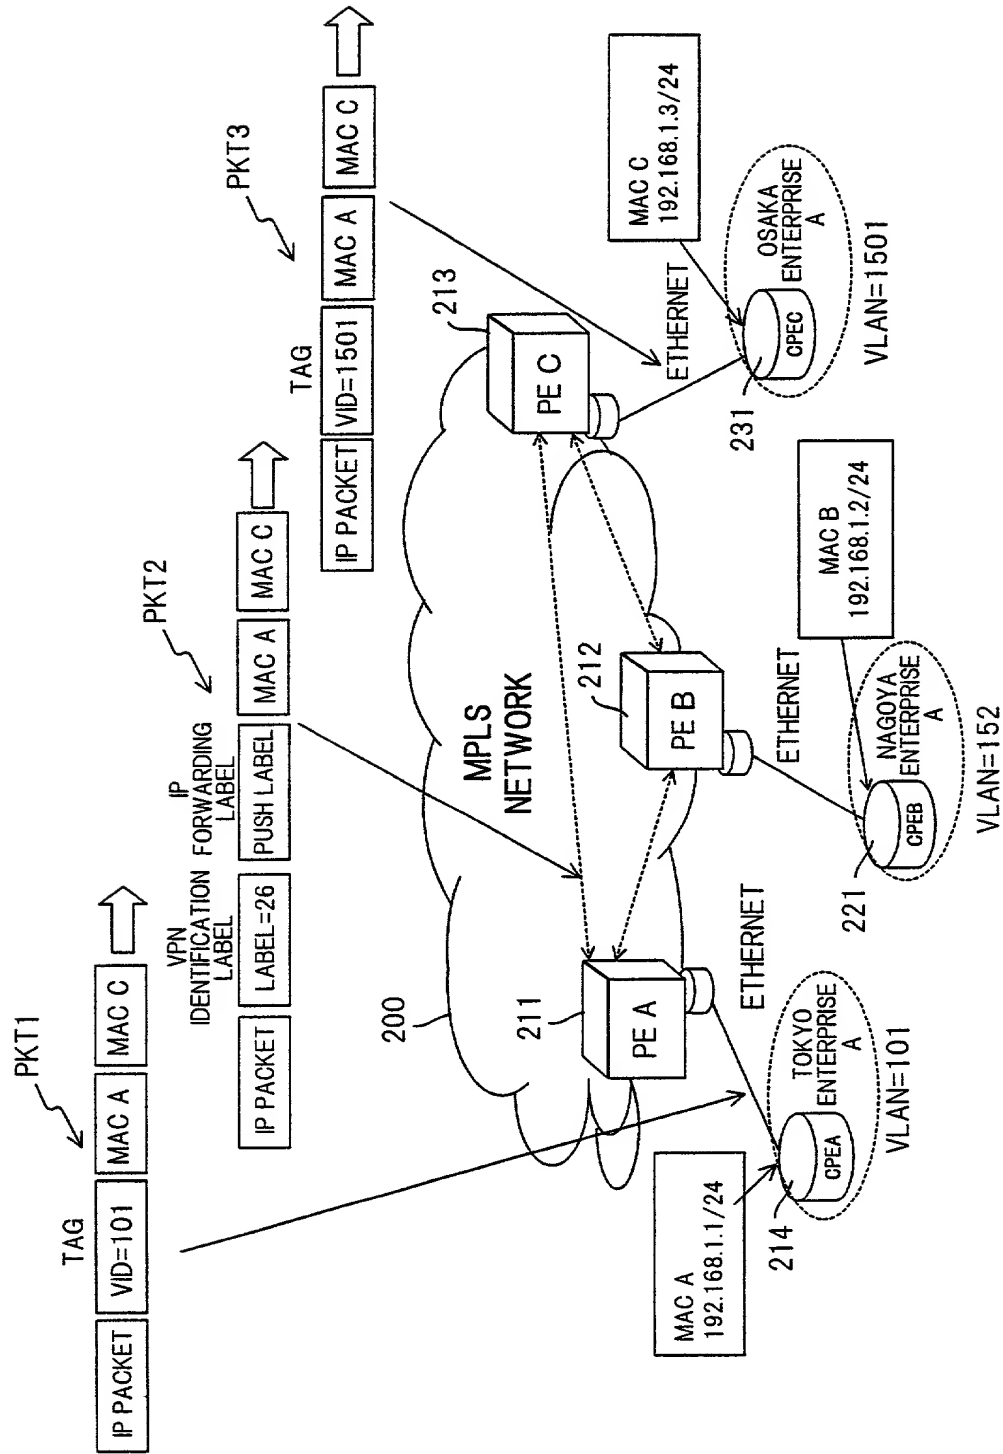 PKT1
TAG
IP PACKET
VID=101
MAC A
MAC C
PKT2
VPN
IDENTIFICATION
LABEL
IP
FORWARDING
LABEL
IP PACKET
LABEL=26
PUSH LABEL
MAC A
MAC C
PKT3
TAG
IP PACKET
VID=1501
MAC A
MAC C
200
MPLS
NETWORK
211
PE A
212
PE B
213
PE C
ETHERNET
ETHERNET
ETHERNET
MAC A
192.168.1.1/24
214
CPEA
TOKYO
ENTERPRISE
A
VLAN=101
MAC B
192.168.1.2/24
221
CPEB
NAGOYA
ENTERPRISE
A
VLAN=152
MAC C
192.168.1.3/24
231
CPEC
OSAKA
ENTERPRISE
A
VLAN=1501